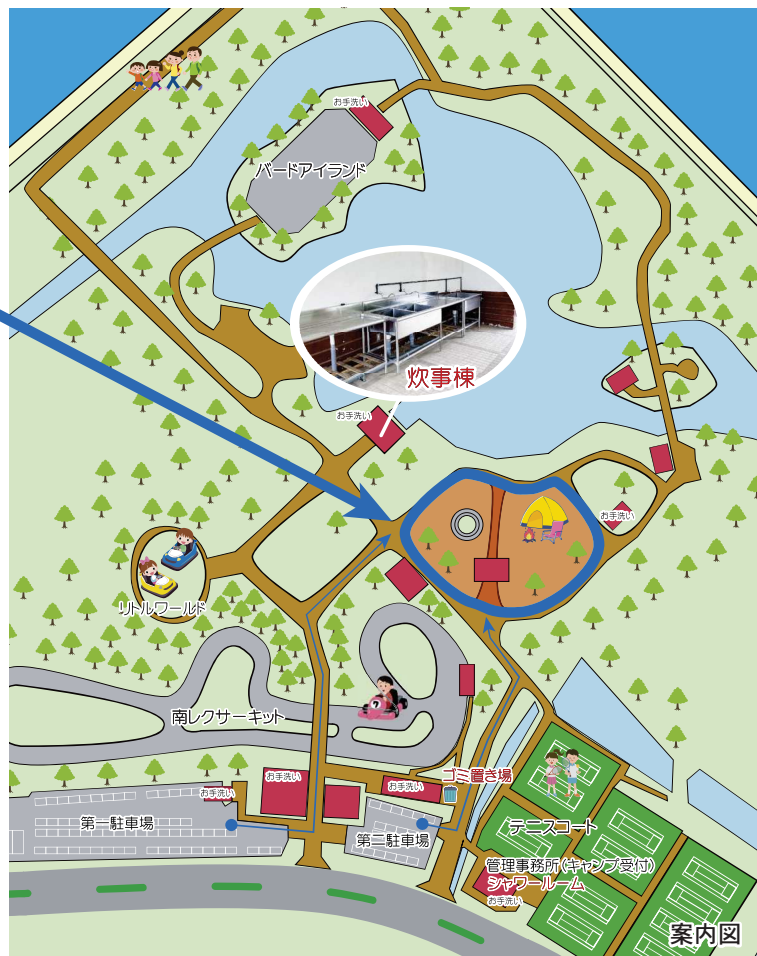 お手洗い
バードアイランド
炊事棟
お手洗い
お手洗い
リトルワールド
南レクサーキット
お手洗い
お手洗い
お手洗い
ゴミ置き場
第一駐車場
第二駐車場
テニスコート
管理事務所(キャンプ受付)
シャワールーム
お手洗い
案内図